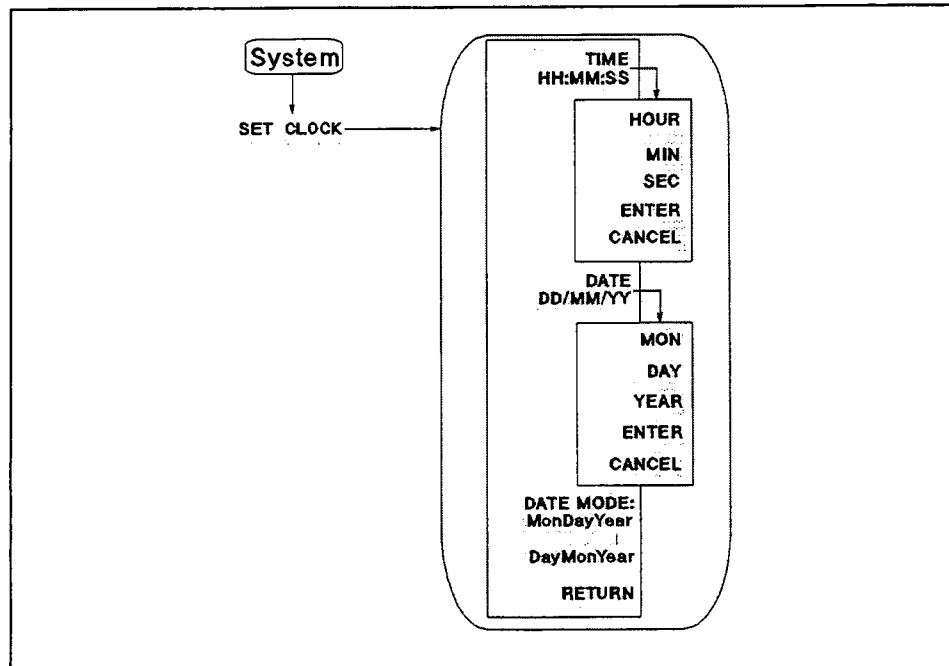 System
SET CLOCK
TIME
HH:MM:SS
HOUR
MIN
SEC
ENTER
CANCEL
DATE
DD/MM/YY
MON
DAY
YEAR
ENTER
CANCEL
DATE MODE:
MonDayYear
DayMonYear
RETURN